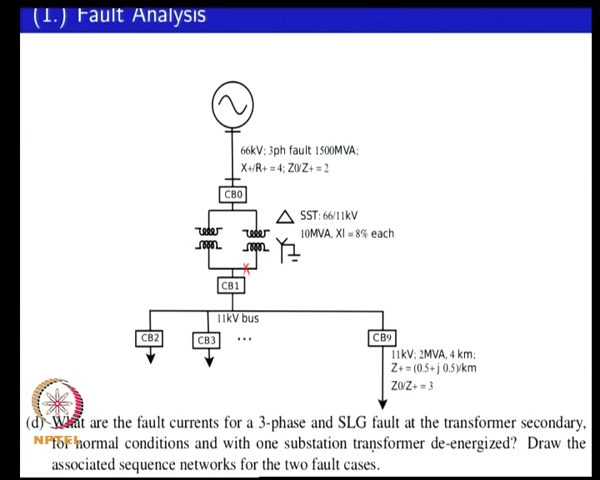 (1.) Fault Analysis
66kV; 3ph fault 1500MVA;
X+/R+ = 4; Z0/Z+ = 2
CB0
SST: 66/11kV
10MVA, Xl = 8% each
X
CB1
11kV bus
CB2
CB3
...
CB9
11kV; 2MVA, 4 km;
Z+ = (0.5+ j 0.5)/km
Z0/Z+ = 3
(d) What are the fault currents for a 3-phase and SLG fault at the transformer secondary,
for normal conditions and with one substation transformer de-energized? Draw the
associated sequence networks for the two fault cases.
NPTEL